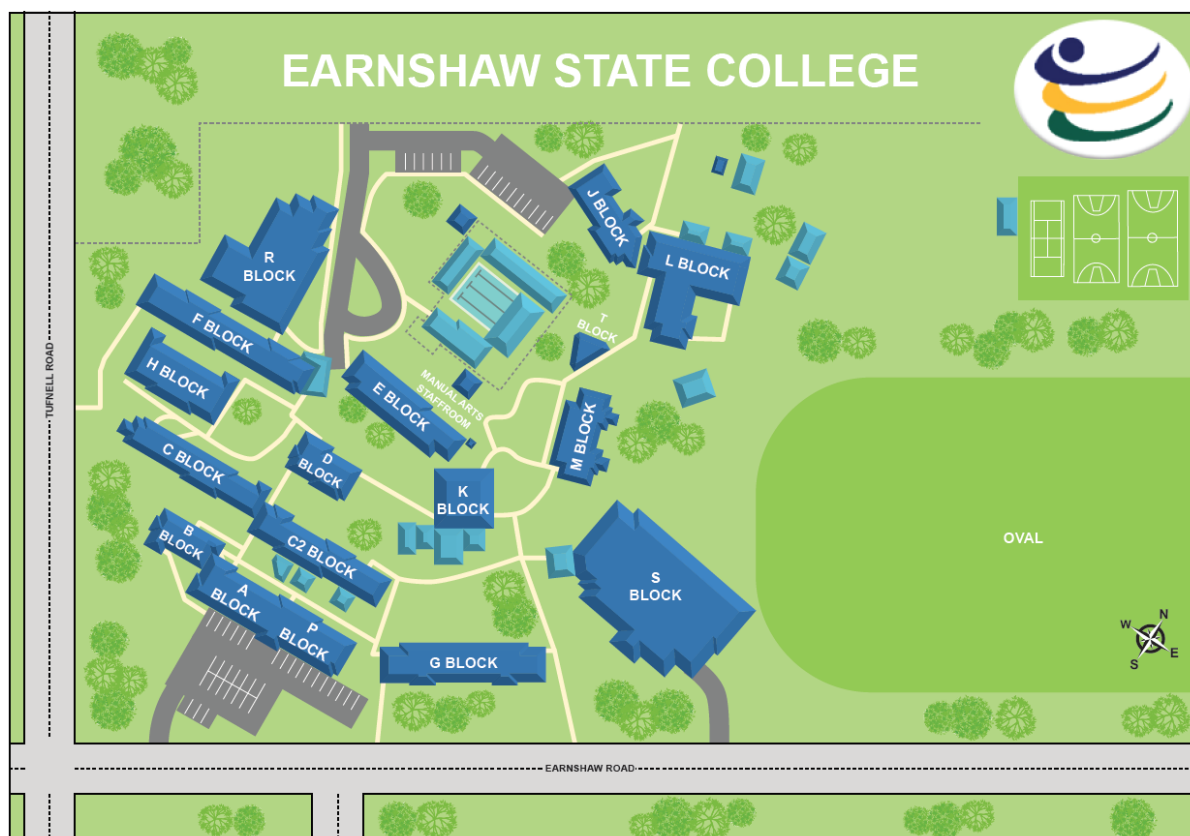 EARNSHAW STATE COLLEGE
TUFNELL ROAD
J BLOCK
L BLOCK
R
BLOCK
T
BLOCK
F BLOCK
H BLOCK
E BLOCK
MANUAL ARTS
STAFFROOM
M BLOCK
C BLOCK
D
BLOCK
K
BLOCK
B
BLOCK
C2 BLOCK
OVAL
S
BLOCK
A
BLOCK
P
BLOCK
G BLOCK
N
W
E
S
EARNSHAW ROAD